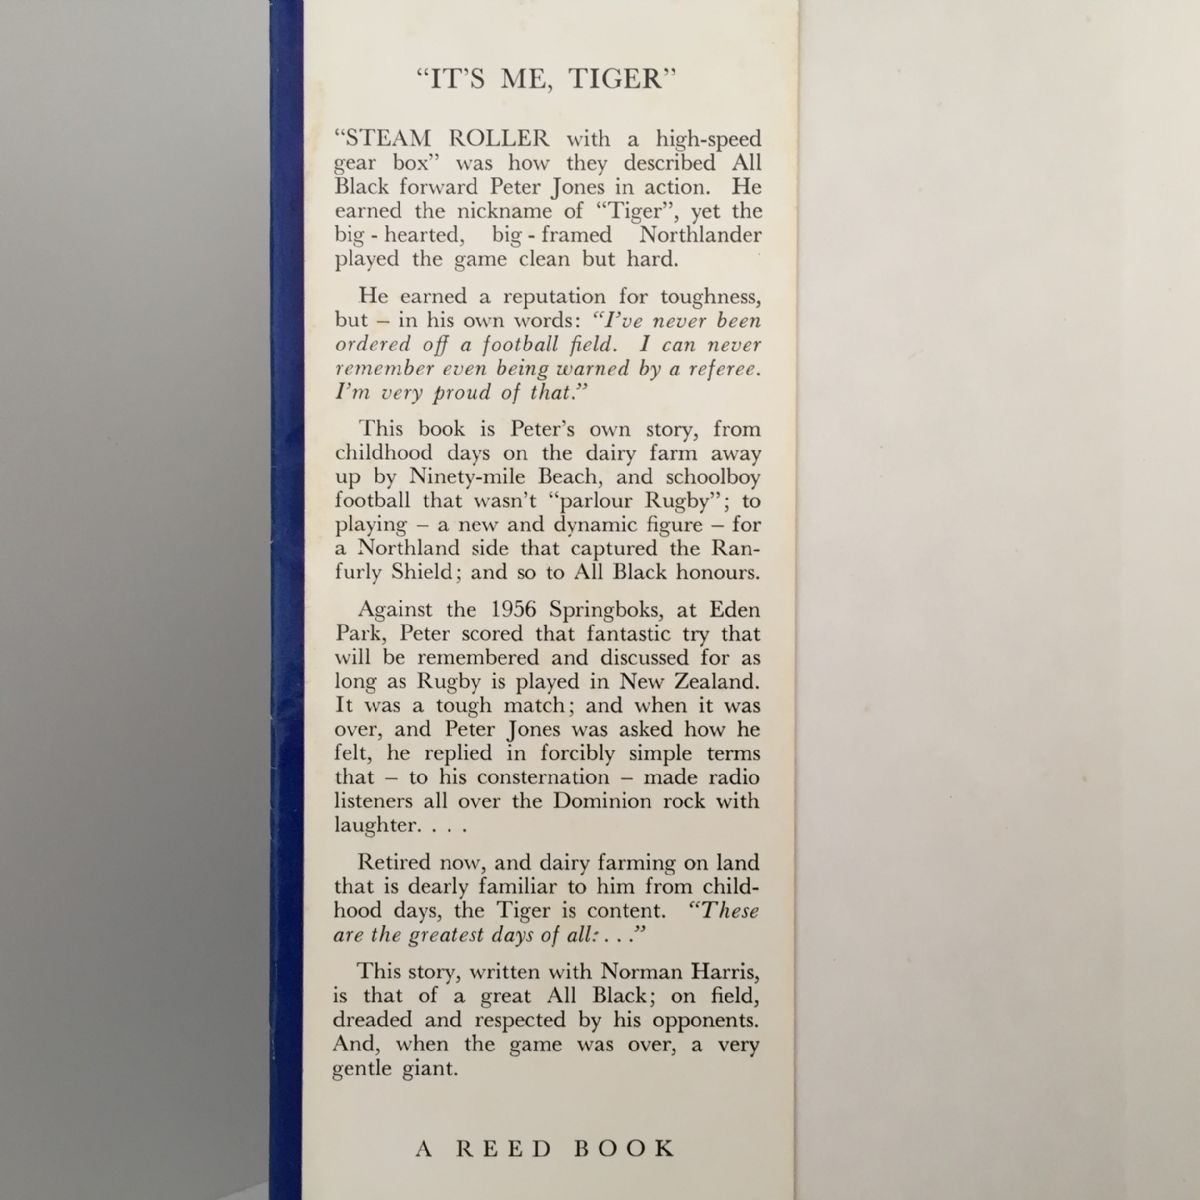 “IT’S ME, TIGER”
“STEAM ROLLER with a high-speed
gear box” was how they described All
Black forward Peter Jones in action. He
earned the nickname of “Tiger”, yet the
big - hearted, big - framed Northlander
played the game clean but hard.
He earned a reputation for toughness,
but – in his own words: “I’ve never been
ordered off a football field. I can never
remember even being warned by a referee.
I’m very proud of that.”
This book is Peter’s own story, from
childhood days on the dairy farm away
up by Ninety-mile Beach, and schoolboy
football that wasn’t “parlour Rugby”; to
playing – a new and dynamic figure – for
a Northland side that captured the Ran-
furly Shield; and so to All Black honours.
Against the 1956 Springboks, at Eden
Park, Peter scored that fantastic try that
will be remembered and discussed for as
long as Rugby is played in New Zealand.
It was a tough match; and when it was
over, and Peter Jones was asked how he
felt, he replied in forcibly simple terms
that – to his consternation – made radio
listeners all over the Dominion rock with
laughter. . . .
Retired now, and dairy farming on land
that is dearly familiar to him from child-
hood days, the Tiger is content. “These
are the greatest days of all: . . .”
This story, written with Norman Harris,
is that of a great All Black; on field,
dreaded and respected by his opponents.
And, when the game was over, a very
gentle giant.
A REED BOOK